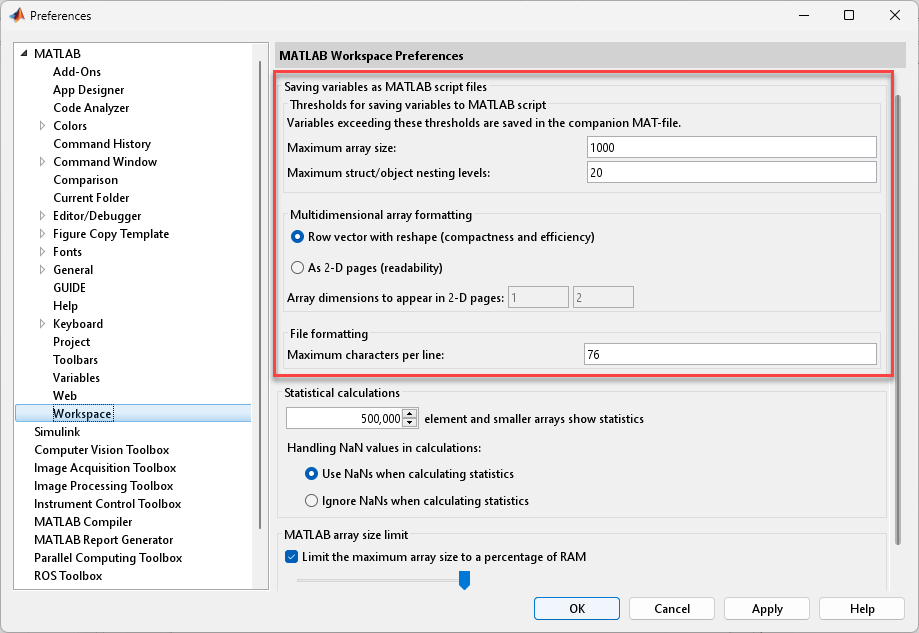 Preferences
MATLAB
Add-Ons
App Designer
Code Analyzer
Colors
Command History
Command Window
Comparison
Current Folder
Editor/Debugger
Figure Copy Template
Fonts
General
GUIDE
Help
Keyboard
Project
Toolbars
Variables
Web
Workspace
Simulink
Computer Vision Toolbox
Image Acquisition Toolbox
Image Processing Toolbox
Instrument Control Toolbox
MATLAB Compiler
MATLAB Report Generator
Parallel Computing Toolbox
ROS Toolbox
MATLAB Workspace Preferences
Saving variables as MATLAB script files
Thresholds for saving variables to MATLAB script
Variables exceeding these thresholds are saved in the companion MAT-file.
Maximum array size: 1000
Maximum struct/object nesting levels: 20
Multidimensional array formatting
Row vector with reshape (compactness and efficiency)
As 2-D pages (readability)
Array dimensions to appear in 2-D pages: 1 2
File formatting
Maximum characters per line: 76
Statistical calculations
500,000 element and smaller arrays show statistics
Handling NaN values in calculations:
Use NaNs when calculating statistics
Ignore NaNs when calculating statistics
MATLAB array size limit
Limit the maximum array size to a percentage of RAM
OK Cancel Apply Help